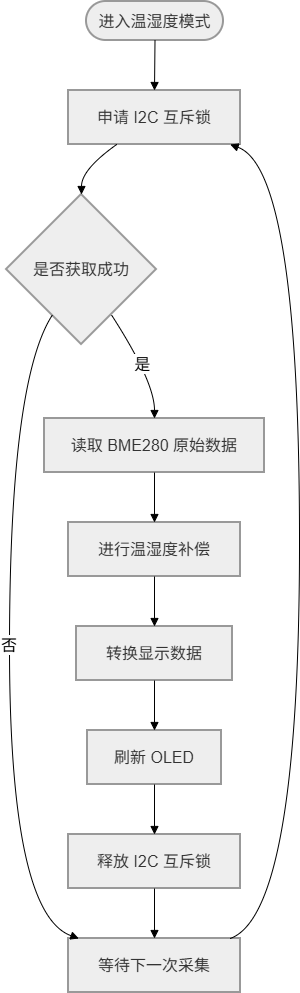 进入温湿度模式
申请 I2C 互斥锁
是否获取成功
是
读取 BME280 原始数据
进行温湿度补偿
转换显示数据
否
刷新 OLED
释放 I2C 互斥锁
等待下一次采集